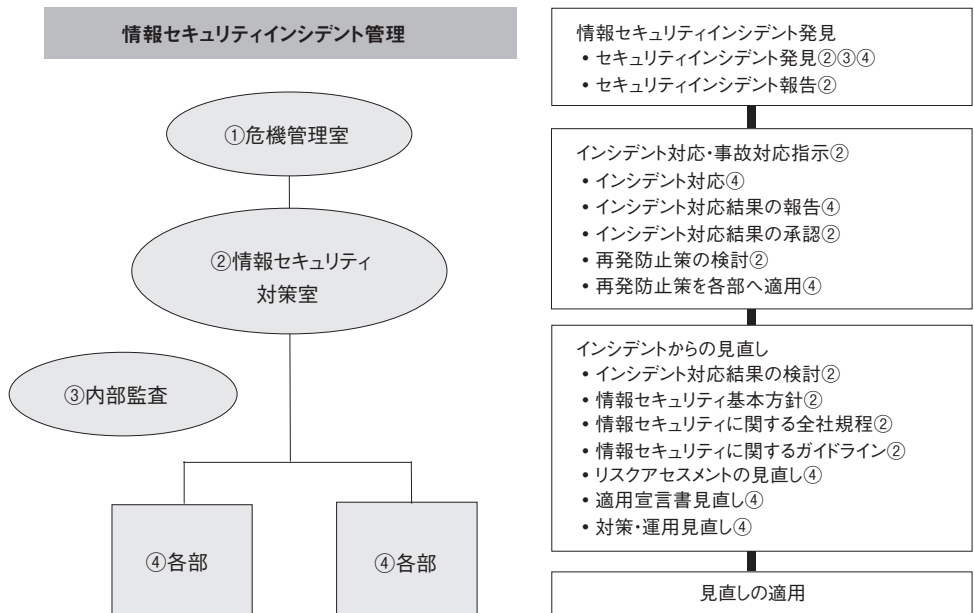 情報セキュリティインシデント管理
①危機管理室
②情報セキュリティ
対策室
③内部監査
④各部
④各部
情報セキュリティインシデント発見
• セキュリティインシデント発見②③④
• セキュリティインシデント報告②
インシデント対応・事故対応指示②
• インシデント対応④
• インシデント対応結果の報告④
• インシデント対応結果の承認②
• 再発防止策の検討②
• 再発防止策を各部へ適用④
インシデントからの見直し
• インシデント対応結果の検討②
• 情報セキュリティ基本方針②
• 情報セキュリティに関する全社規程②
• 情報セキュリティに関するガイドライン②
• リスクアセスメントの見直し④
• 適用宣言書見直し④
• 対策・運用見直し④
見直しの適用